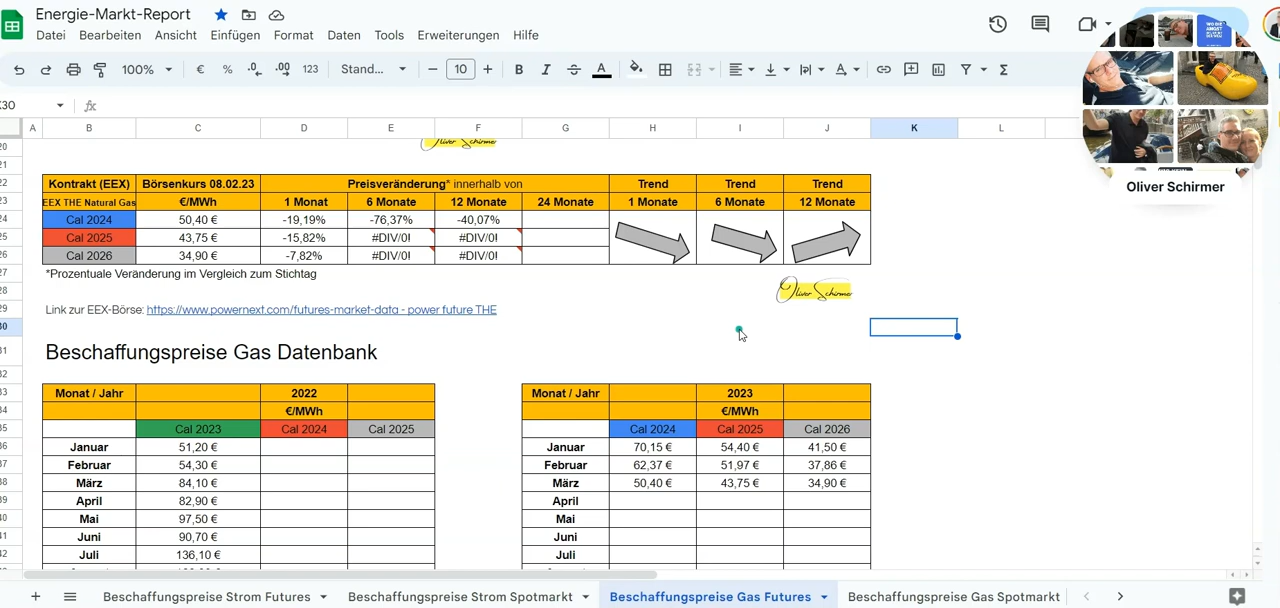 Energie-Markt-Report
Datei Bearbeiten Ansicht Einfügen Format Daten Tools Erweiterungen Hilfe
100% € % .0 .00 123 Stand... − 10 + B I A
K30 fx
A B C D E F G H I J K L
Oliver Schirmer
Kontrakt (EEX) Börsenkurs 08.02.23 Preisveränderung* innerhalb von Trend Trend Trend
EEX THE Natural Gas €/MWh 1 Monat 6 Monate 12 Monate 24 Monate 1 Monate 6 Monate 12 Monate
Cal 2024 50,40 € -19,19% -76,37% -40,07%
Cal 2025 43,75 € -15,82% #DIV/0! #DIV/0!
Cal 2026 34,90 € -7,82% #DIV/0! #DIV/0!
*Prozentuale Veränderung im Vergleich zum Stichtag
Oliver Schirmer
Link zur EEX-Börse: https://www.powernext.com/futures-market-data - power future THE
Beschaffungspreise Gas Datenbank
Monat / Jahr 2022 Monat / Jahr 2023
€/MWh €/MWh
Cal 2023 Cal 2024 Cal 2025 Cal 2024 Cal 2025 Cal 2026
Januar 51,20 € Januar 70,15 € 54,40 € 41,50 €
Februar 54,30 € Februar 62,37 € 51,97 € 37,86 €
März 84,10 € März 50,40 € 43,75 € 34,90 €
April 82,90 € April
Mai 97,50 € Mai
Juni 90,70 € Juni
Juli 136,10 € Juli
Beschaffungspreise Strom Futures Beschaffungspreise Strom Spotmarkt Beschaffungspreise Gas Futures Beschaffungspreise Gas Spotmarkt
Oliver Schirmer